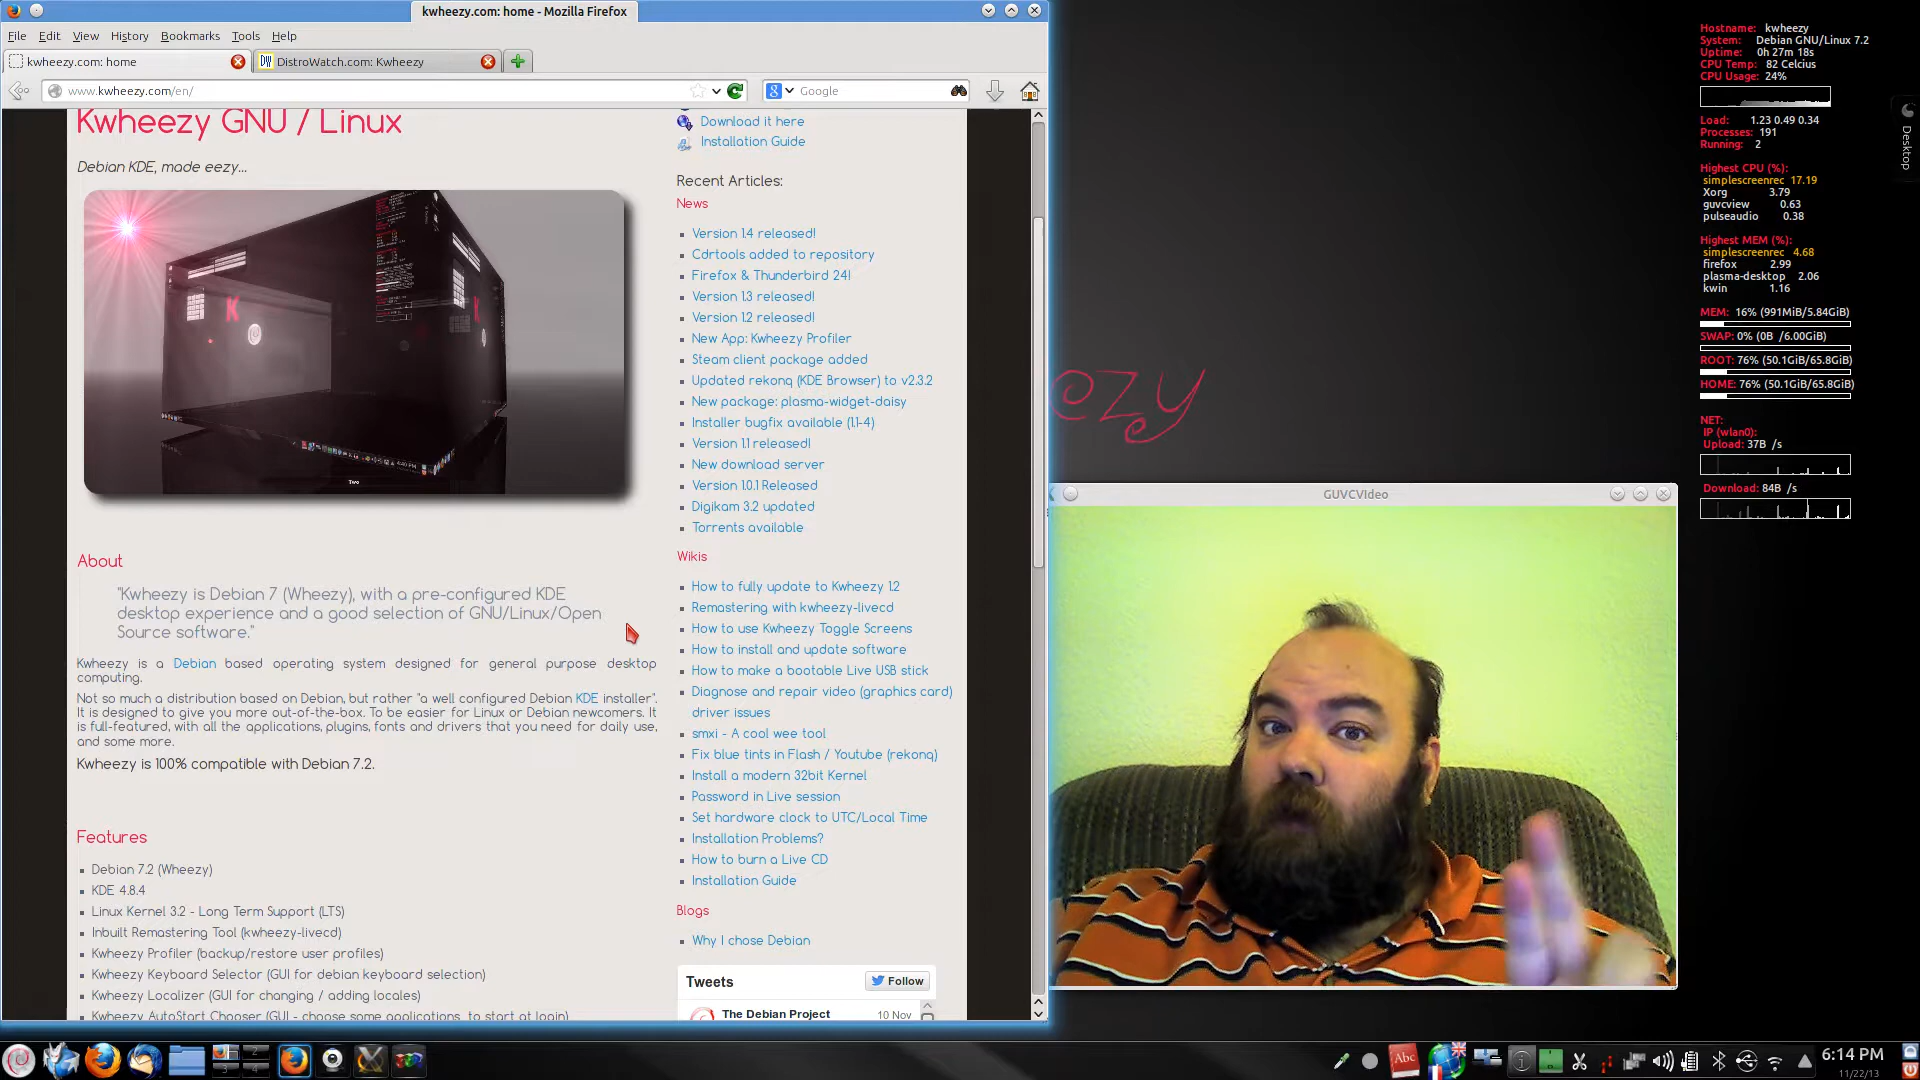 kwheezy.com: home - Mozilla Firefox
File Edit View History Bookmarks Tools Help
kwheezy.com: home
DistroWatch.com: Kwheezy
www.kwheezy.com/en/
Google
Kwheezy GNU / Linux
Debian KDE, made eezy...
Two
About
"Kwheezy is Debian 7 (Wheezy), with a pre-configured KDE
desktop experience and a good selection of GNU/Linux/Open
Source software."
Kwheezy is a Debian based operating system designed for general purpose desktop
computing.
Not so much a distribution based on Debian, but rather "a well configured Debian KDE installer".
It is designed to give you more out-of-the-box. To be easier for Linux or Debian newcomers. It
is full-featured, with all the applications, plugins, fonts and drivers that you need for daily use,
and some more.
Kwheezy is 100% compatible with Debian 7.2.
Features
Debian 7.2 (Wheezy)
KDE 4.8.4
Linux Kernel 3.2 - Long Term Support (LTS)
Inbuilt Remastering Tool (kwheezy-livecd)
Kwheezy Profiler (backup/restore user profiles)
Kwheezy Keyboard Selector (GUI for debian keyboard selection)
Kwheezy Localizer (GUI for changing / adding locales)
Kwheezy AutoStart Chooser (GUI - choose some applications, to start at login)
Download it here
Installation Guide
Recent Articles:
News
Version 1.4 released!
Cdrtools added to repository
Firefox & Thunderbird 24!
Version 1.3 released!
Version 1.2 released!
New App: Kwheezy Profiler
Steam client package added
Updated rekonq (KDE Browser) to v2.3.2
New package: plasma-widget-daisy
Installer bugfix available (1.1-4)
Version 1.1 released!
New download server
Version 1.0.1 Released
Digikam 3.2 updated
Torrents available
Wikis
How to fully update to Kwheezy 1.2
Remastering with kwheezy-livecd
How to use Kwheezy Toggle Screens
How to install and update software
How to make a bootable Live USB stick
Diagnose and repair video (graphics card)
driver issues
smxi - A cool wee tool
Fix blue tints in Flash / Youtube (rekonq)
Install a modern 32bit Kernel
Password in Live session
Set hardware clock to UTC/Local Time
Installation Problems?
How to burn a Live CD
Installation Guide
Blogs
Why I chose Debian
Tweets
Follow
The Debian Project 10 Nov
ezy
GUVCVideo
Hostname: kwheezy
System: Debian GNU/Linux 7.2
Uptime: 0h 27m 18s
CPU Temp: 82 Celcius
CPU Usage: 24%
Load: 1.23 0.49 0.34
Processes: 191
Running: 2
Highest CPU (%):
simplescreenrec 17.19
Xorg 3.79
guvcview 0.63
pulseaudio 0.38
Highest MEM (%):
simplescreenrec 4.68
firefox 2.99
plasma-desktop 2.06
kwin 1.16
MEM: 16% (991MiB/5.84GiB)
SWAP: 0% (0B /6.00GiB)
ROOT: 76% (50.1GiB/65.8GiB)
HOME: 76% (50.1GiB/65.8GiB)
NET:
IP (wlan0):
Upload: 37B /s
Download: 84B /s
Desktop
Abc
6:14 PM
11/22/13